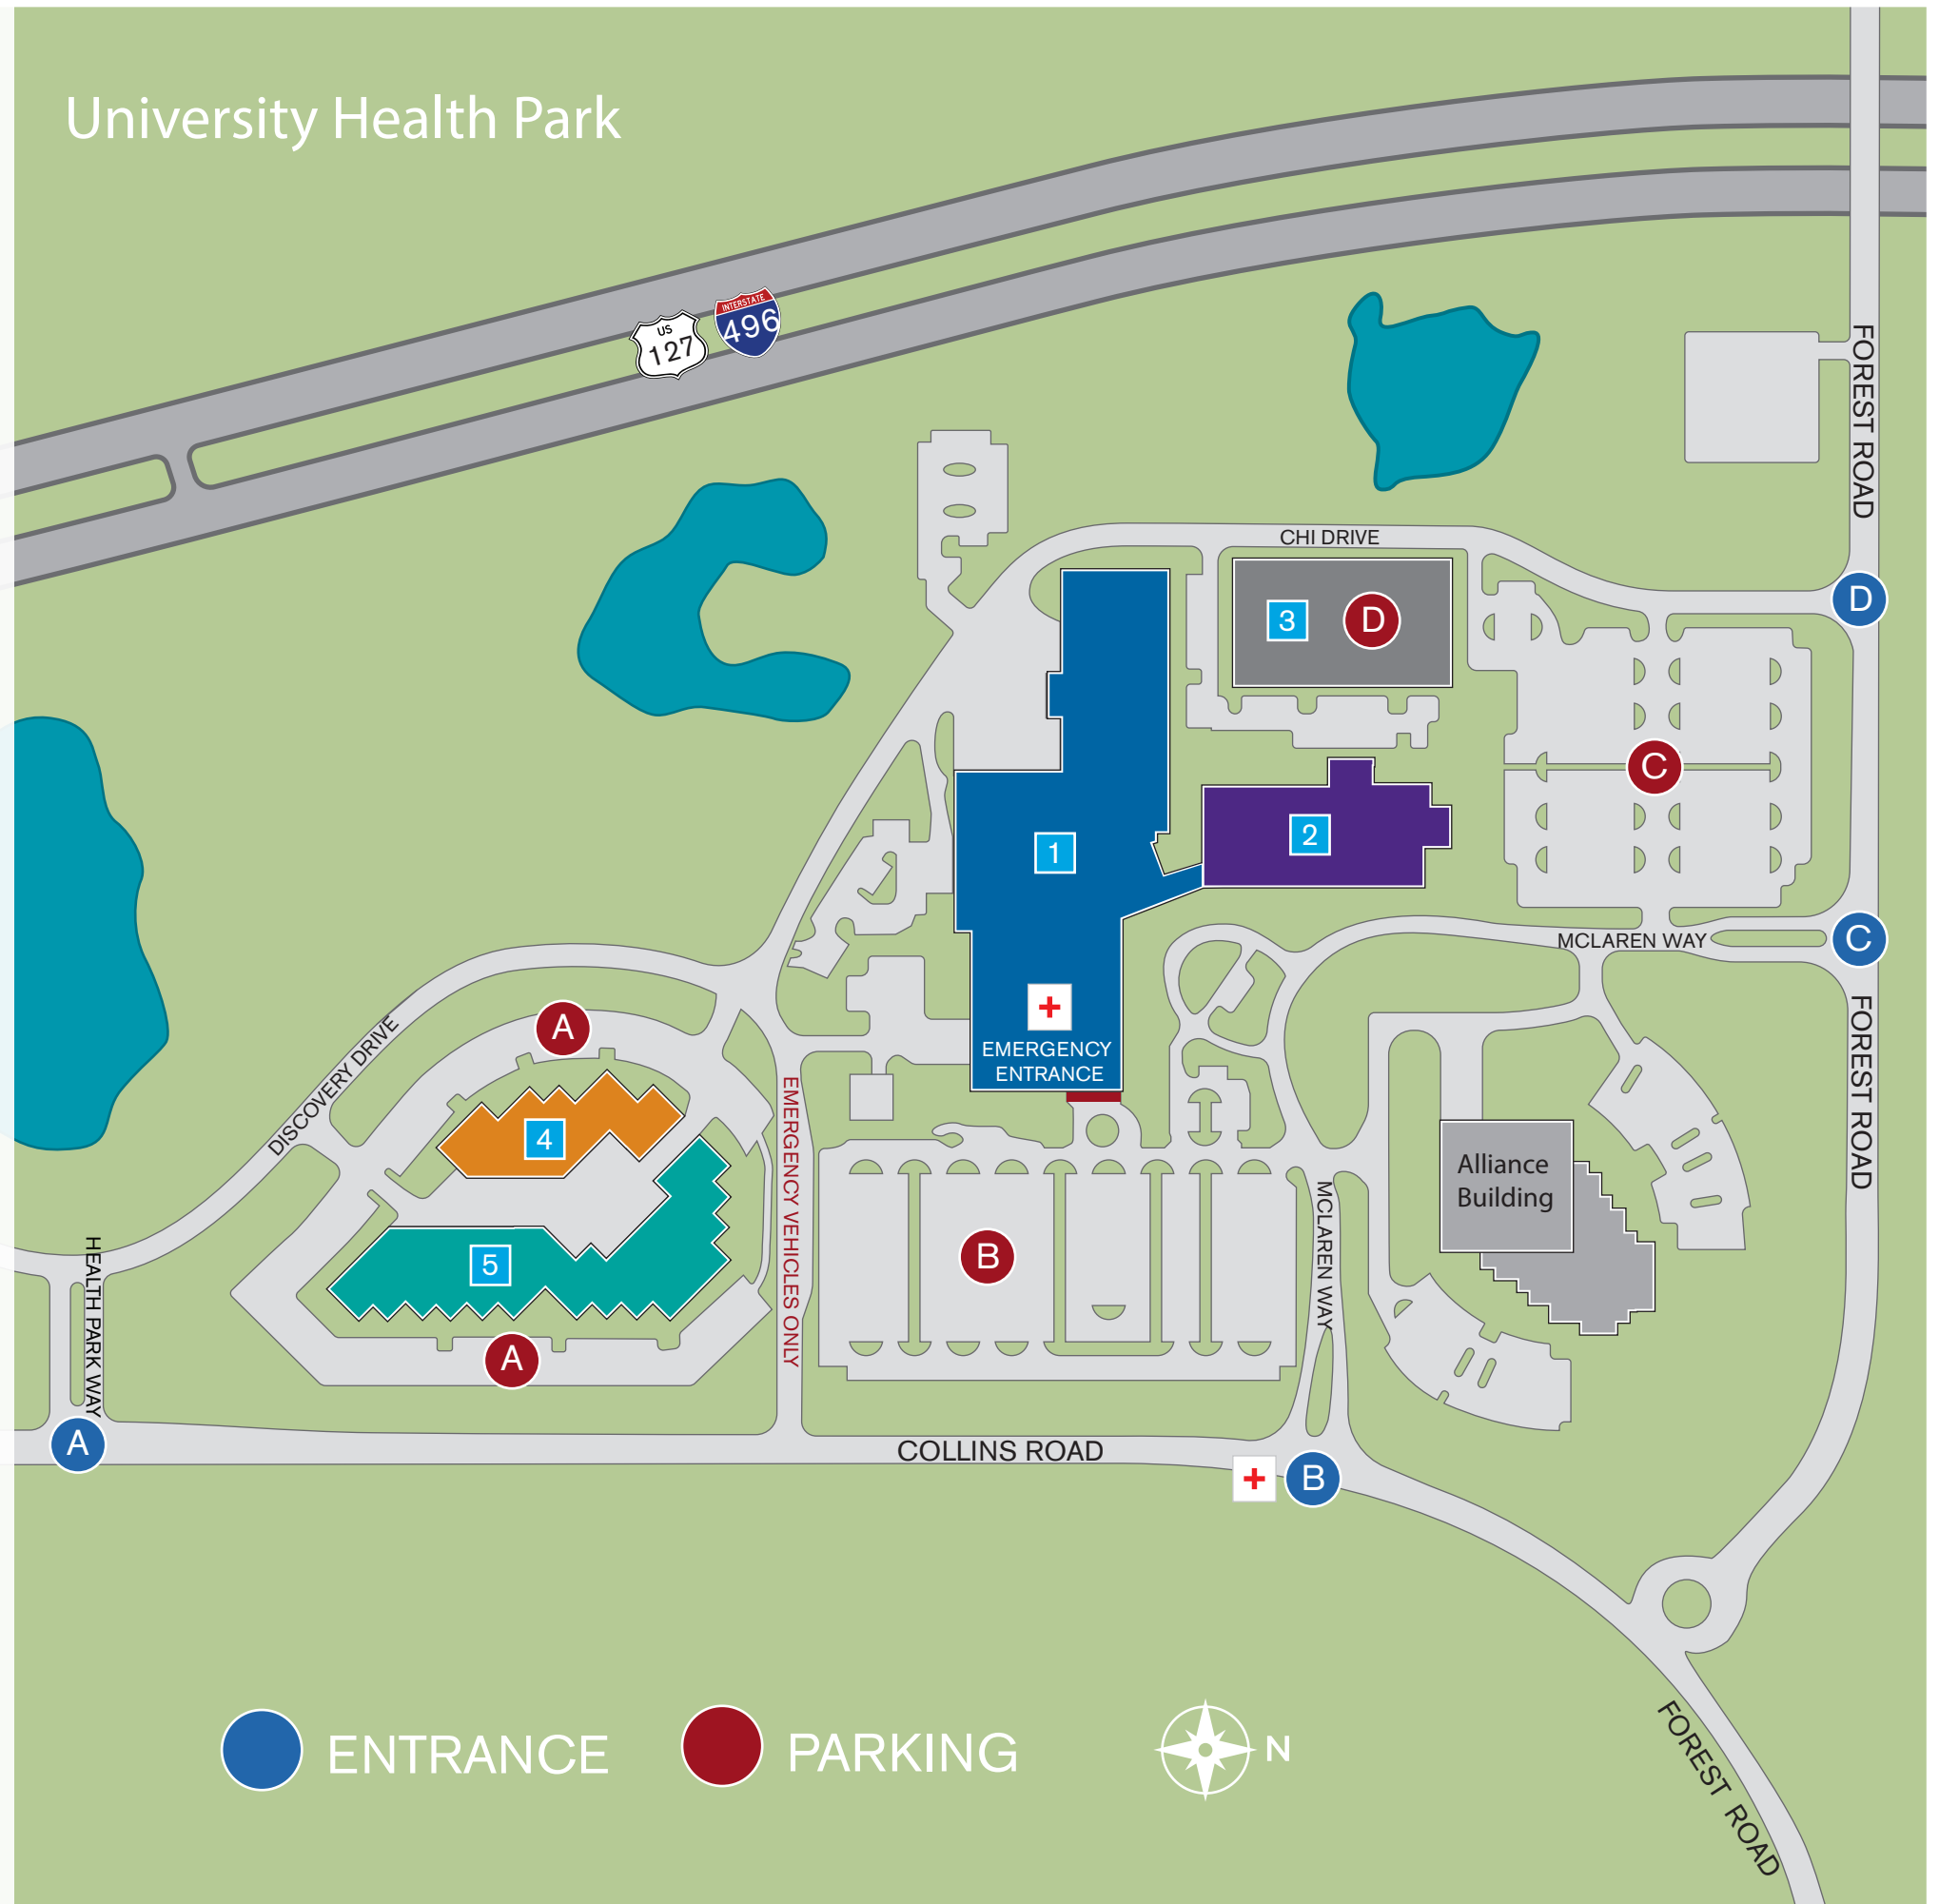 University Health Park
INTERSTATE
496
US
127
FOREST ROAD
CHI DRIVE
D
3
D
C
2
1
MCLAREN WAY
C
FOREST ROAD
EMERGENCY
ENTRANCE
A
DISCOVERY DRIVE
4
EMERGENCY VEHICLES ONLY
Alliance
Building
MCLAREN WAY
B
5
HEALTH PARK WAY
A
A
COLLINS ROAD
B
FOREST ROAD
ENTRANCE
PARKING
N